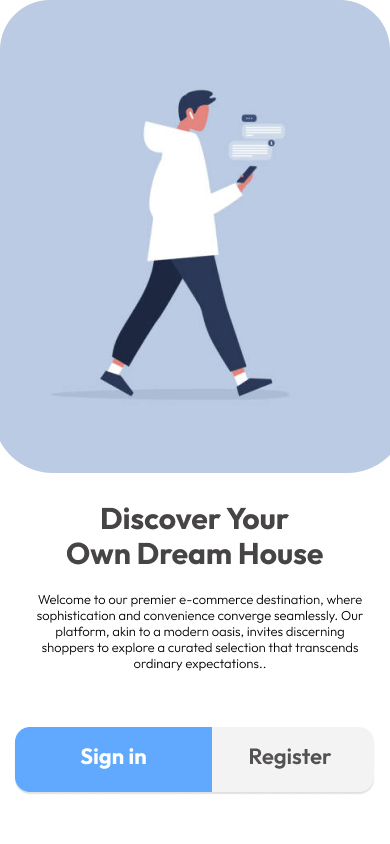 Discover Your
Own Dream House
Welcome to our premier e-commerce destination, where
sophistication and convenience converge seamlessly. Our
platform, akin to a modern oasis, invites discerning
shoppers to explore a curated selection that transcends
ordinary expectations..
Sign in
Register